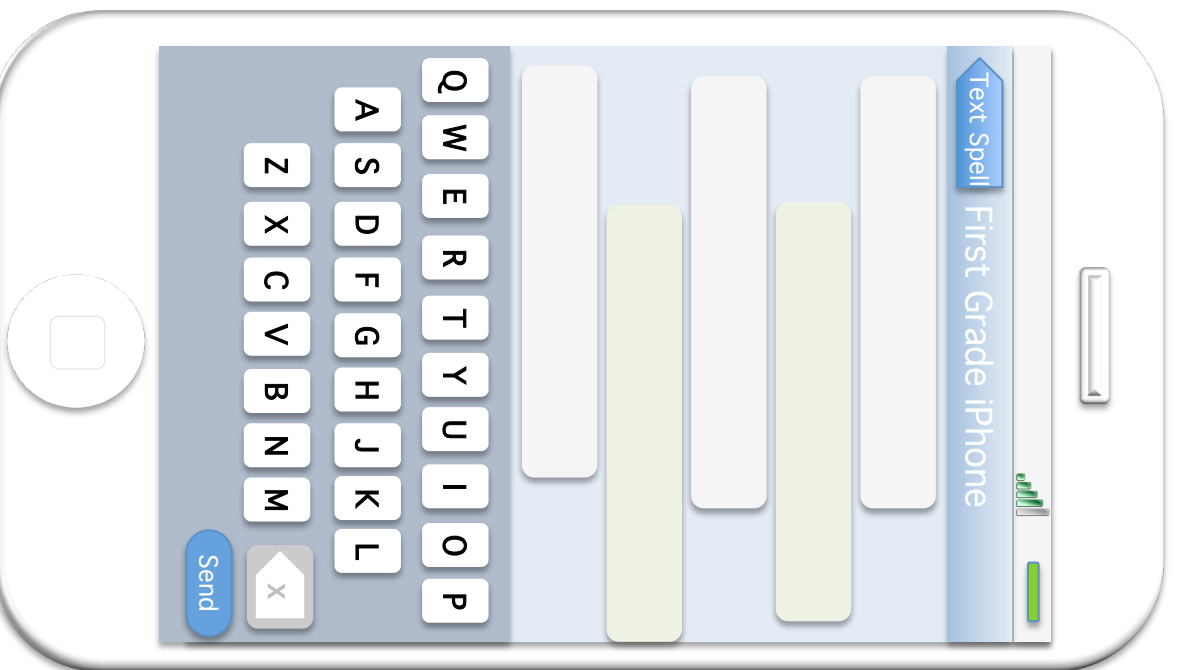 Text Spell First Grade iPhone
Q W E R T Y U I O P
A S D F G H J K L
Z X C V B N M X
Send